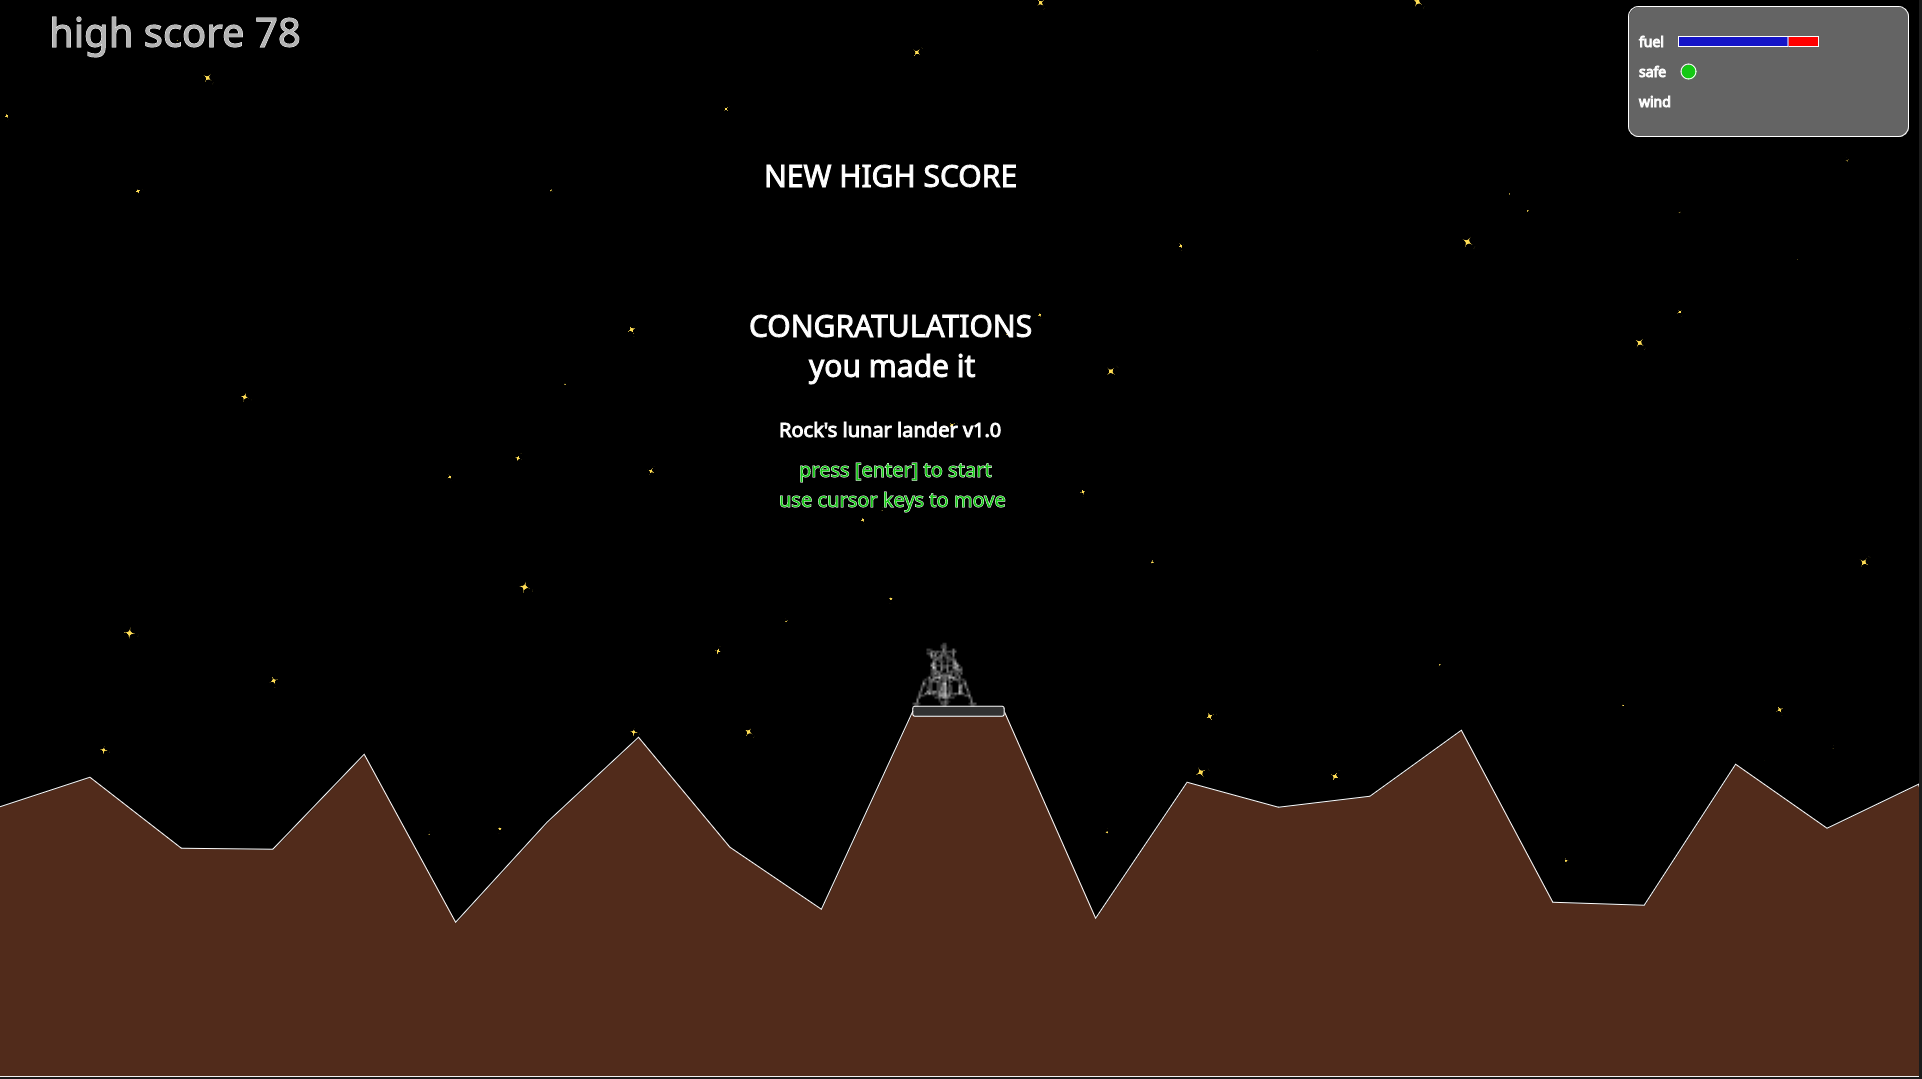 high score 78
fuel
safe
wind
NEW HIGH SCORE
CONGRATULATIONS
you made it
Rock's lunar lander v1.0
press [enter] to start
use cursor keys to move